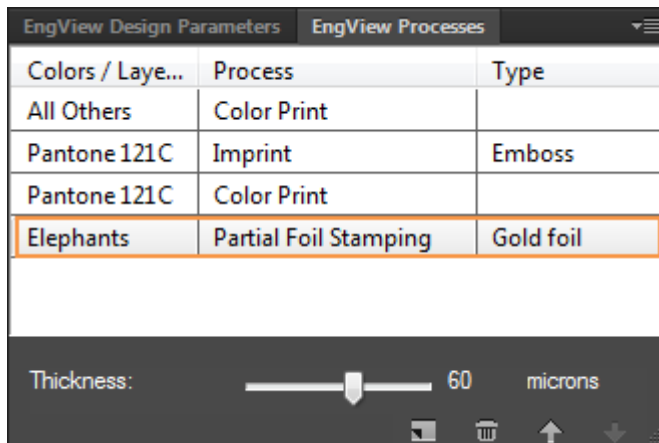 EngView Design Parameters EngView Processes
Colors / Laye... Process Type
All Others Color Print
Pantone 121C Imprint Emboss
Pantone 121C Color Print
Elephants Partial Foil Stamping Gold foil
Thickness: 60 microns